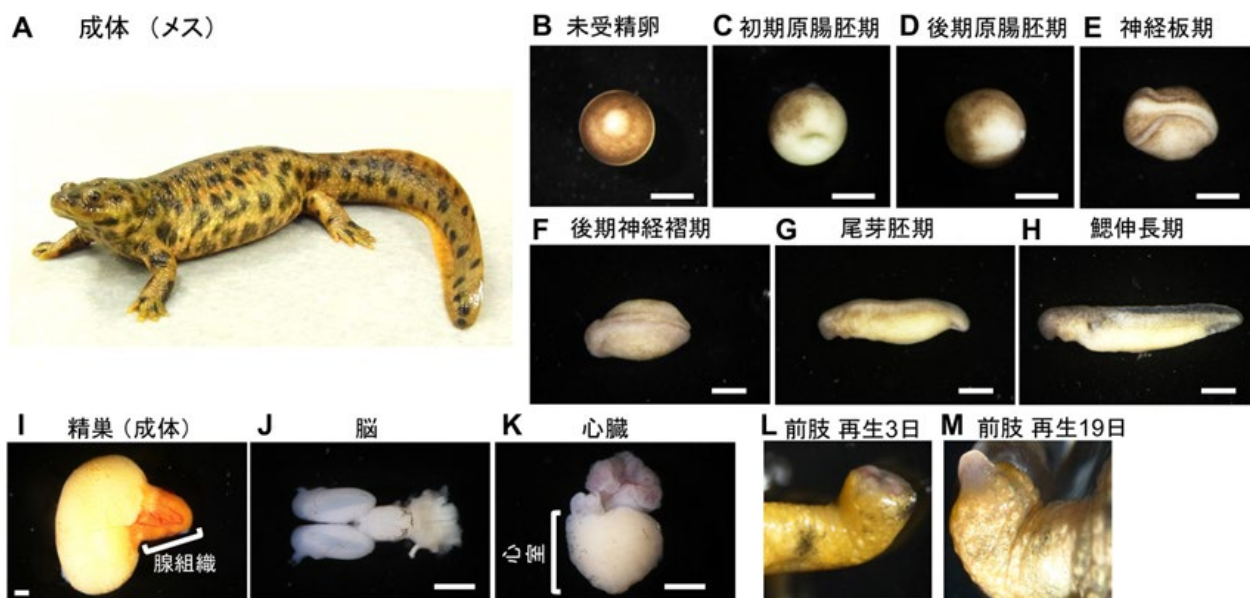 A 成体 (メス)
B 未受精卵
C 初期原腸胚期
D 後期原腸胚期
E 神経板期
F 後期神経褶期
G 尾芽胚期
H 鰓伸長期
I 精巣 (成体)
腺組織
J 脳
K 心臓
心室
L 前肢 再生3日
M 前肢 再生19日